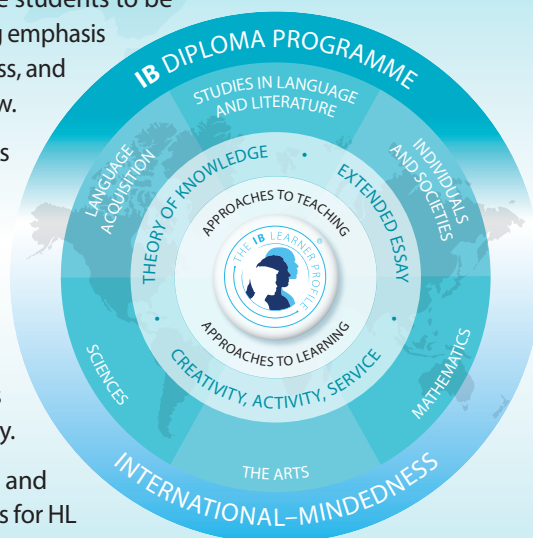 e students to be
g emphasis
ss, and
w.
s
s
y.
and
s for HL
IB DIPLOMA PROGRAMME
STUDIES IN LANGUAGE
AND LITERATURE
LANGUAGE
ACQUISITION
INDIVIDUALS
AND SOCIETIES
THEORY OF KNOWLEDGE •
EXTENDED ESSAY •
APPROACHES TO TEACHING
THE IB LEARNER PROFILE ®
APPROACHES TO LEARNING
• CREATIVITY, ACTIVITY, SERVICE
SCIENCES
MATHEMATICS
THE ARTS
INTERNATIONAL–MINDEDNESS